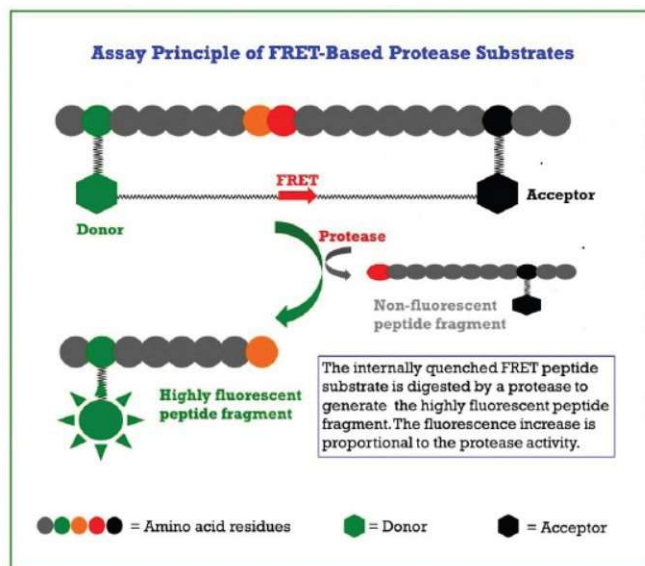 Assay Principle of FRET-Based Protease Substrates
FRET
Donor
Acceptor
Protease
Non-fluorescent
peptide fragment
Highly fluorescent
peptide fragment
The internally quenched FRET peptide
substrate is digested by a protease to
generate the highly fluorescent peptide
fragment. The fluorescence increase is
proportional to the protease activity.
= Amino acid residues
= Donor
= Acceptor